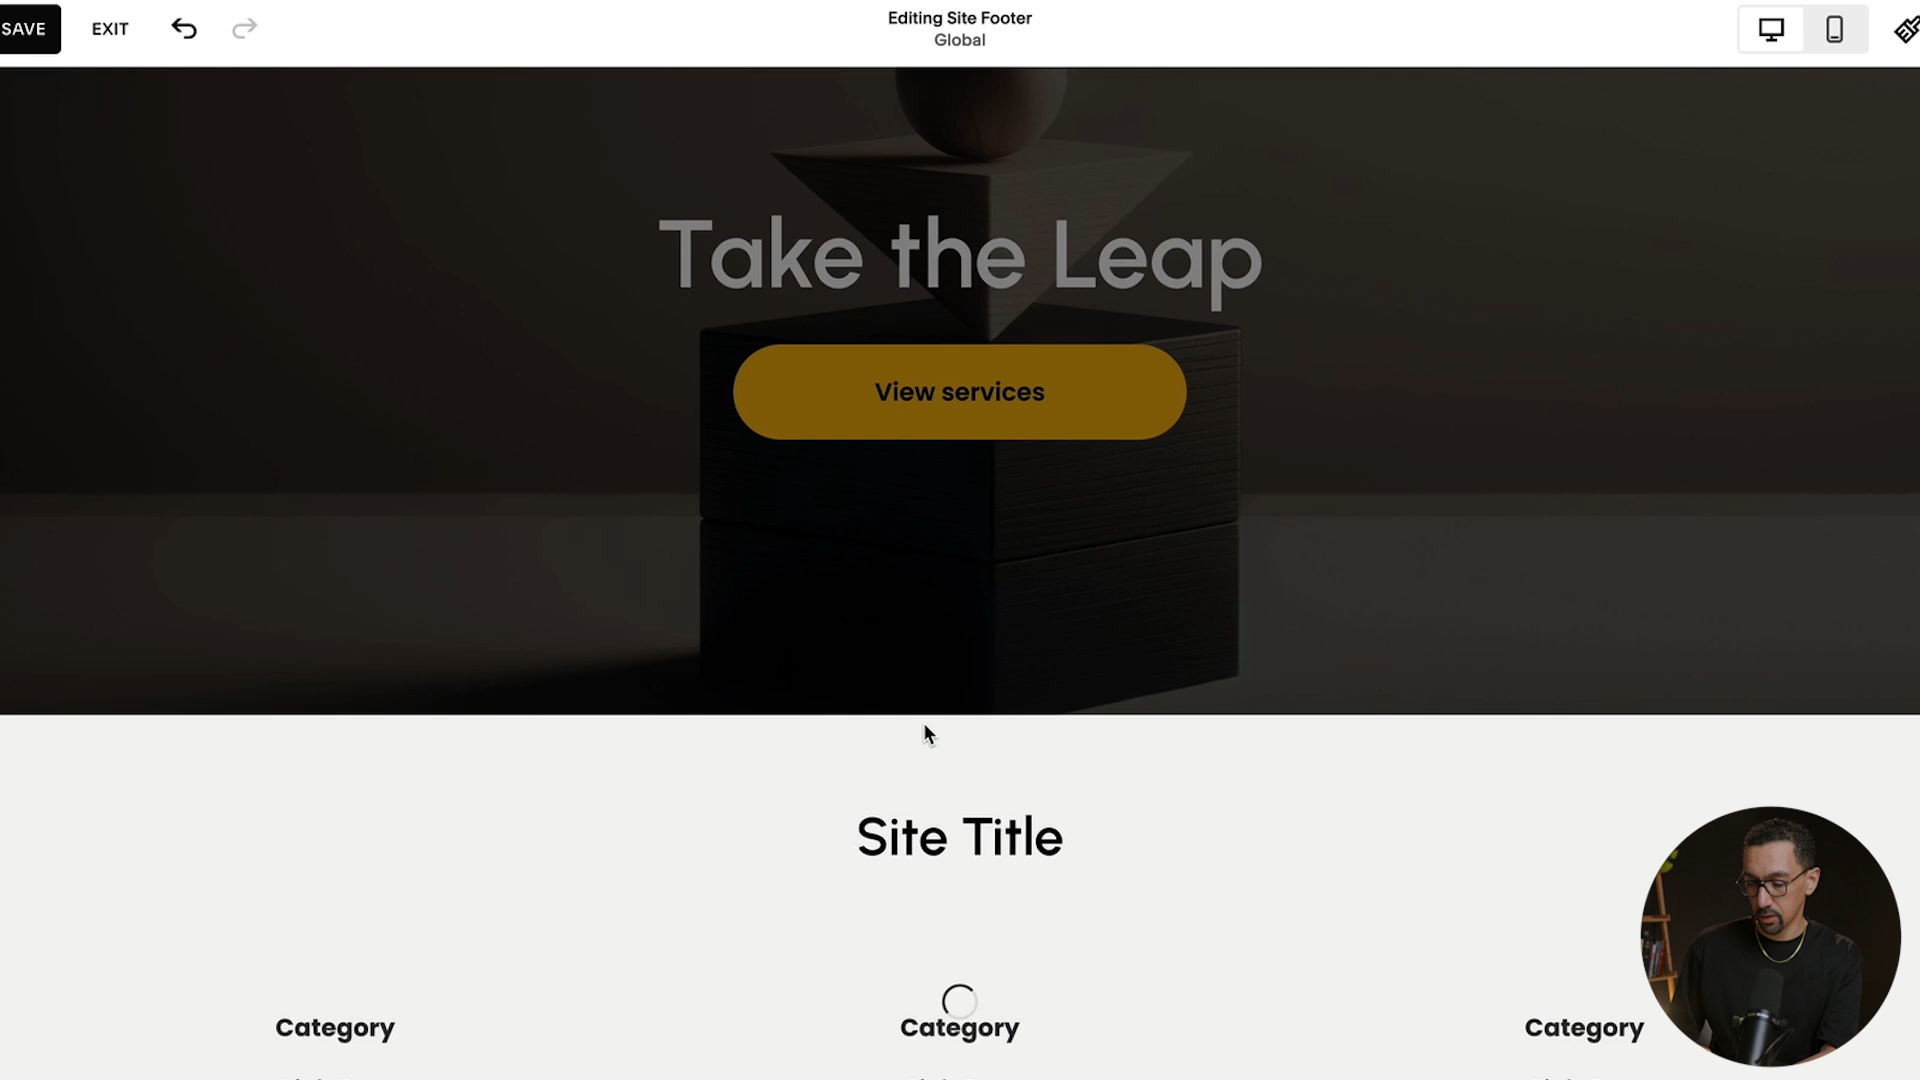 SAVE
EXIT
Editing Site Footer
Global
Take the Leap
View services
Site Title
Category
Category
Category